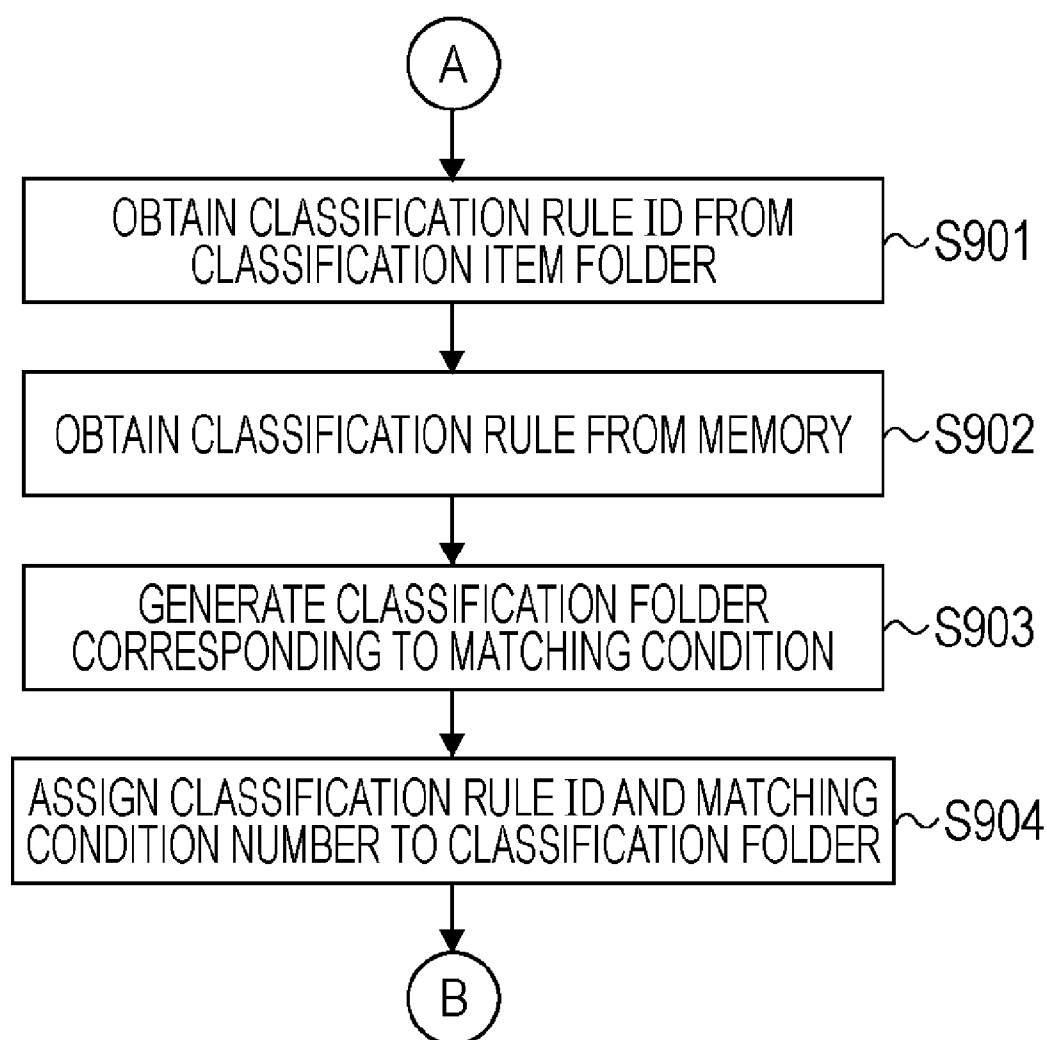 A
OBTAIN CLASSIFICATION RULE ID FROM
CLASSIFICATION ITEM FOLDER
S901
OBTAIN CLASSIFICATION RULE FROM MEMORY
S902
GENERATE CLASSIFICATION FOLDER
CORRESPONDING TO MATCHING CONDITION
S903
ASSIGN CLASSIFICATION RULE ID AND MATCHING
CONDITION NUMBER TO CLASSIFICATION FOLDER
S904
B